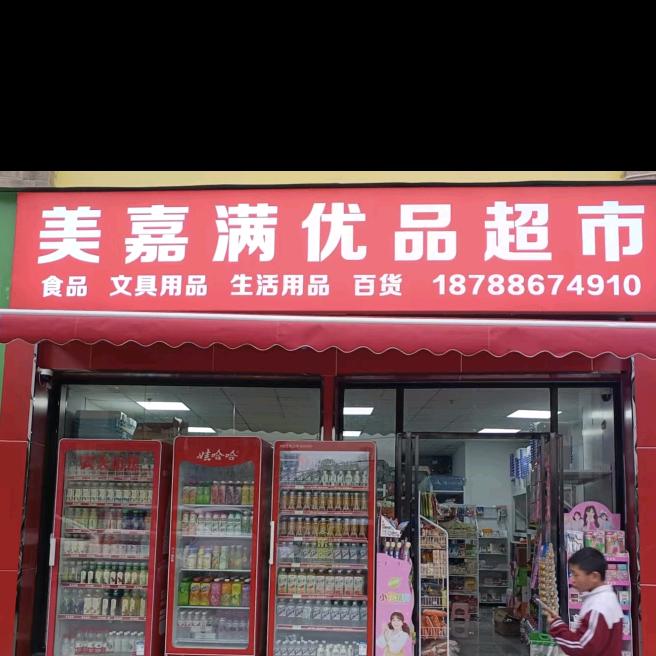 美嘉满优品超市
食品 文具用品 生活用品 百货 18788674910
娃哈哈